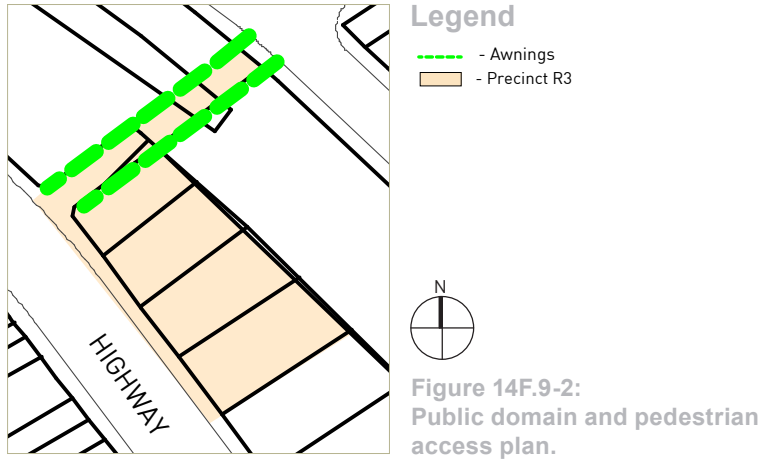 Legend
- Awnings
- Precinct R3
HIGHWAY
N
Figure 14F.9-2:
Public domain and pedestrian
access plan.